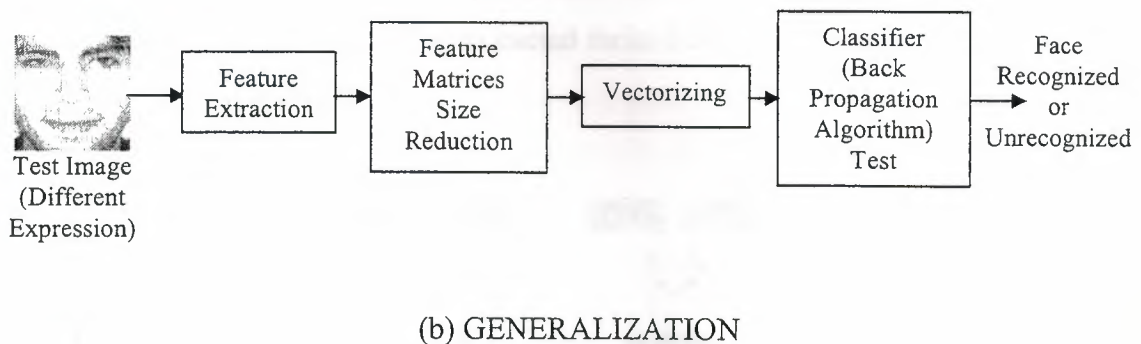 Test Image
(Different
Expression)
Feature
Extraction
Feature
Matrices
Size
Reduction
Vectorizing
Classifier
(Back
Propagation
Algorithm)
Test
Face
Recognized
or
Unrecognized
(b) GENERALIZATION